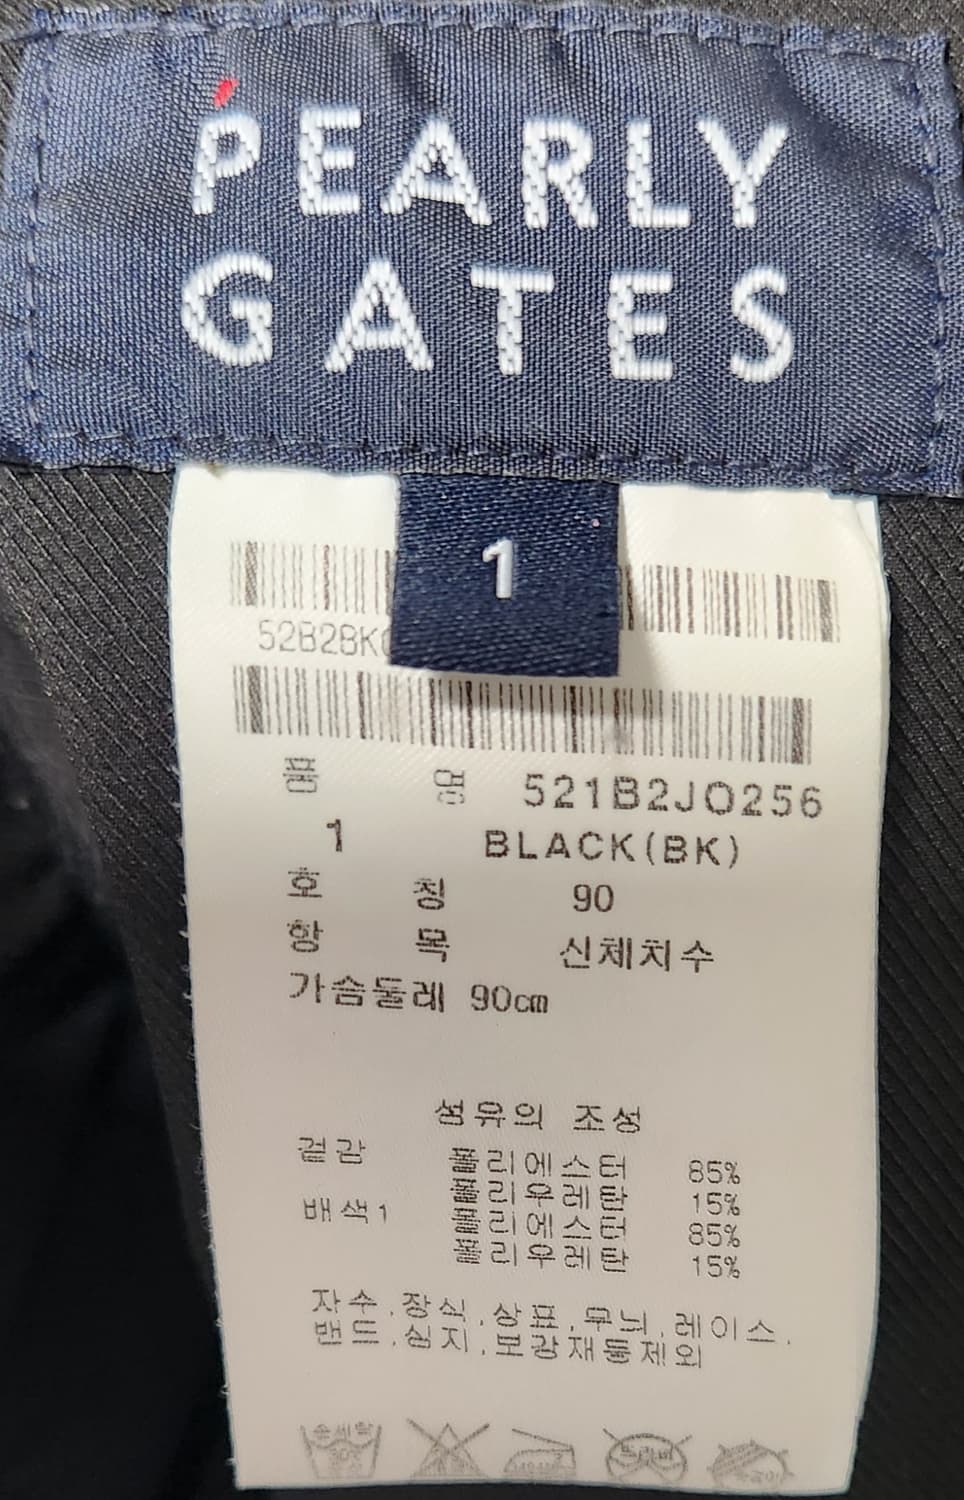 PEARLY
GATES
1
52B2BK
품 명 521B2JO256
1 BLACK(BK)
호 칭 90
항 목 신체치수
가슴둘레 90cm
섬유의 조성
겉감 폴리에스터 85%
폴리우레탄 15%
배색1 폴리에스터 85%
폴리우레탄 15%
자수,장식,상표,무늬,레이스,
밴드,심지,보강재등제외
손세탁